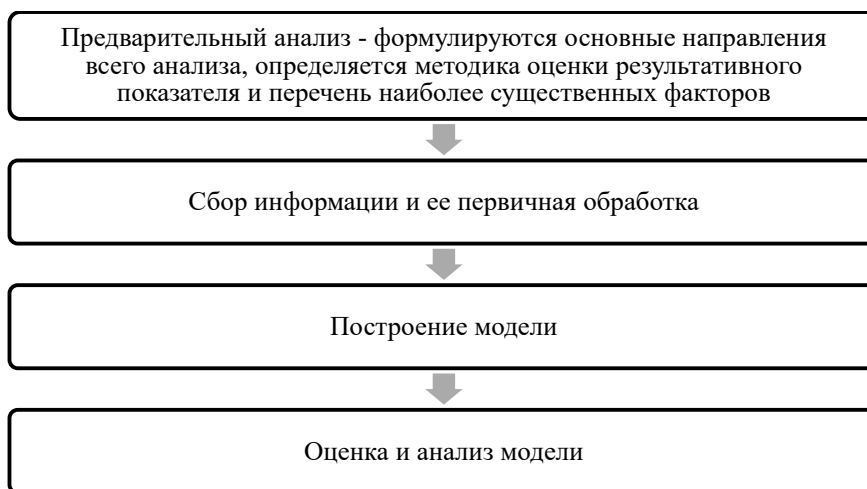 Предварительный анализ - формулируются основные направления
всего анализа, определяется методика оценки результативного
показателя и перечень наиболее существенных факторов
Сбор информации и ее первичная обработка
Построение модели
Оценка и анализ модели